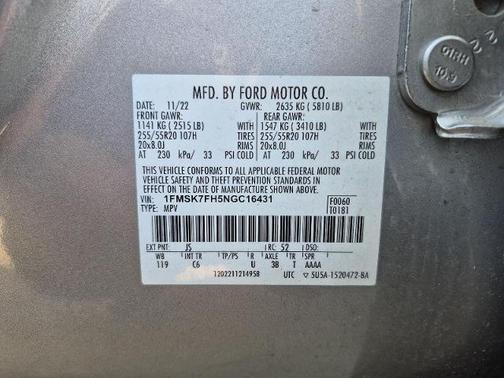 MFD. BY FORD MOTOR CO.
DATE: 11/22 GVWR: 2635 KG ( 5810 LB)
FRONT GAWR: REAR GAWR:
1141 KG ( 2515 LB) WITH 1547 KG ( 3410 LB) WITH
255/55R20 107H TIRES 255/55R20 107H TIRES
20x8.0J RIMS 20x8.0J RIMS
AT 230 kPa/ 33 PSI COLD AT 230 kPa/ 33 PSI COLD
THIS VEHICLE CONFORMS TO ALL APPLICABLE FEDERAL MOTOR
VEHICLE SAFETY AND THEFT PREVENTION STANDARDS IN EFFECT
ON THE DATE OF MANUFACTURE SHOWN ABOVE.
VIN: 1FMSK7FH5NGC16431 F0060
TYPE: MPV T0181
EXT PNT: JS RC: 52 DSO:
WB INT TR TP/PS R AXLE TR SPR
119 C6 U 3B T AAAA
1202211214958 UTC ▽ 5U5A-1520472-BA
10.9